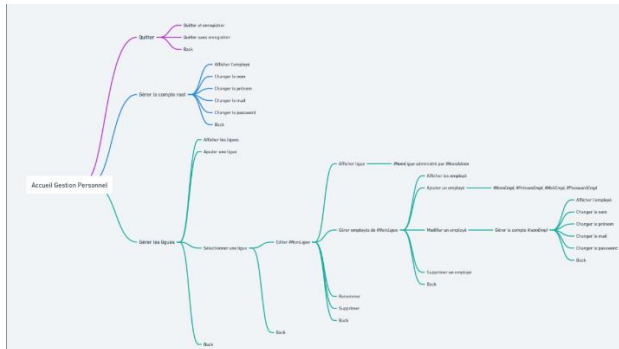 Quitter et enregistrer
Quitter
Quitter sans enregistrer
Back
Afficher l'employé
Changer le nom
Changer le prénom
Gérer le compte root
Changer le mail
Changer le password
Back
Afficher les ligues
Ajouter une ligue
Accueil Gestion Personnel
Gérer les ligues
Sélectionner une ligue
Editer #NomLigue
Afficher ligue
#NomLigue administré par #NomAdmin
Gérer employés de #NomLigue
Afficher les employé
Ajouter un employé
#NomEmpl, #PrenomEmpl, #MailEmpl, #PasswordEmpl
Modifier un employé
Gérer le compte #nomEmpl
Afficher l'employé
Changer le nom
Changer le prénom
Changer le mail
Changer le password
Back
Supprimer un employé
Back
Renommer
Supprimer
Back
Back
Back